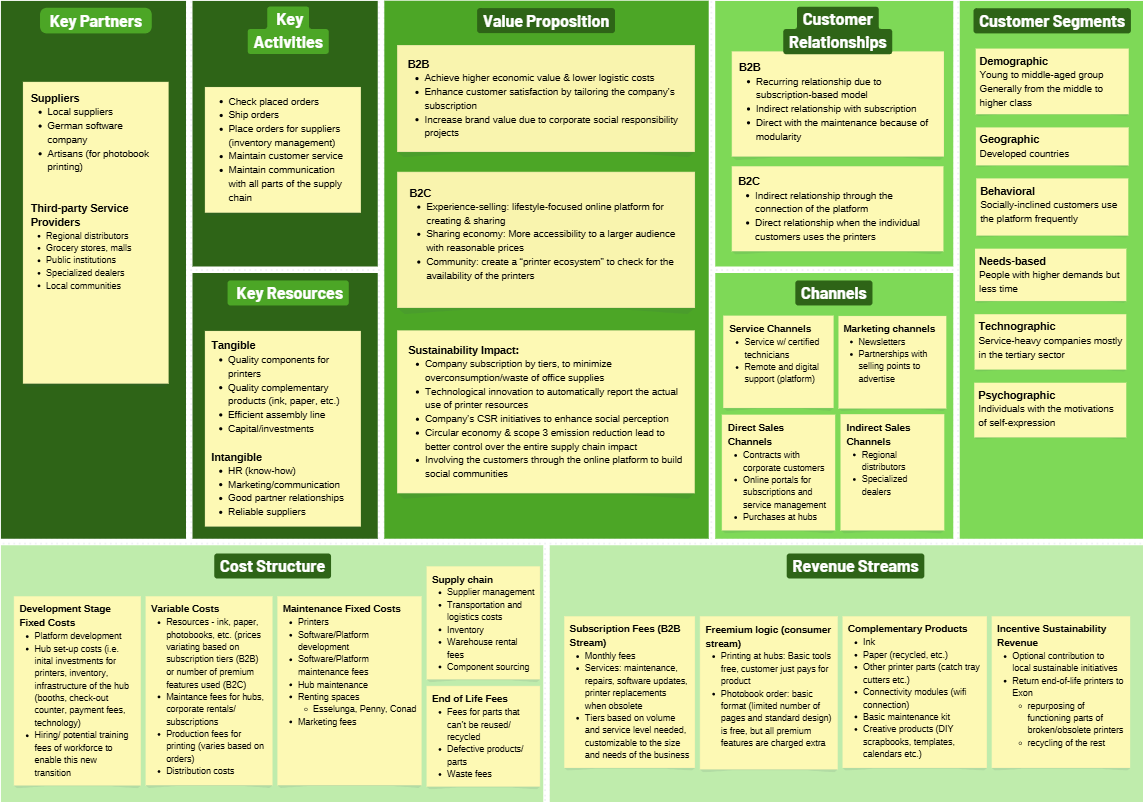 Key Partners
Suppliers
• Local suppliers
• German software
company
• Artisans (for photobook
printing)
Third-party Service
Providers
• Regional distributors
• Grocery stores, malls
• Public institutions
• Specialized dealers
• Local communities
Key
Activities
• Check placed orders
• Ship orders
• Place orders for suppliers
(inventory management)
• Maintain customer service
• Maintain communication
with all parts of the supply
chain
Key Resources
Tangible
• Quality components for
printers
• Quality complementary
products (ink, paper, etc.)
• Efficient assembly line
• Capital/investments
Intangible
• HR (know-how)
• Marketing/communication
• Good partner relationships
• Reliable suppliers
Value Proposition
B2B
• Achieve higher economic value & lower logistic costs
• Enhance customer satisfaction by tailoring the company's
subscription
• Increase brand value due to corporate social responsibility
projects
B2C
• Experience-selling: lifestyle-focused online platform for
creating & sharing
• Sharing economy: More accessibility to a larger audience
with reasonable prices
• Community: create a "printer ecosystem" to check for the
availability of the printers
Sustainability Impact:
• Company subscription by tiers, to minimize
overconsumption/waste of office supplies
• Technological innovation to automatically report the actual
use of printer resources
• Company's CSR initiatives to enhance social perception
• Circular economy & scope 3 emission reduction lead to
better control over the entire supply chain impact
• Involving the customers through the online platform to build
social communities
Customer
Relationships
B2B
• Recurring relationship due to
subscription-based model
• Indirect relationship with subscription
• Direct with the maintenance because of
modularity
B2C
• Indirect relationship through the
connection of the platform
• Direct relationship when the individual
customers uses the printers
Channels
Service Channels
• Service w/ certified
technicians
• Remote and digital
support (platform)
Marketing channels
• Newsletters
• Partnerships with
selling points to
advertise
Direct Sales
Channels
• Contracts with
corporate customers
• Online portals for
subscriptions and
service management
• Purchases at hubs
Indirect Sales
Channels
• Regional
distributors
• Specialized
dealers
Customer Segments
Demographic
Young to middle-aged group
Generally from the middle to
higher class
Geographic
Developed countries
Behavioral
Socially-inclined customers use
the platform frequently
Needs-based
People with higher demands but
less time
Technographic
Service-heavy companies mostly
in the tertiary sector
Psychographic
Individuals with the motivations
of self-expression
Cost Structure
Development Stage
Fixed Costs
• Platform development
• Hub set-up costs (i.e.
inital investments for
printers, inventory,
infrastructure of the hub
(booths, check-out
counter, payment fees,
technology)
• Hiring/ potential training
fees of workforce to
enable this new
transition
Variable Costs
• Resources - ink, paper,
photobooks, etc. (prices
variating based on
subscription tiers (B2B)
or number of premium
features used (B2C)
• Maintance fees for hubs,
corporate rentals/
subscriptions
• Production fees for
printing (varies based on
orders)
• Distribution costs
Maintenance Fixed Costs
• Printers
• Software/Platform
development
• Software/Platform
maintenance fees
• Hub maintenance
• Renting spaces
○ Esselunga, Penny, Conad
• Marketing fees
Supply chain
• Supplier management
• Transportation and
logistics costs
• Inventory
• Warehouse rental
fees
• Component sourcing
End of Life Fees
• Fees for parts that
can't be reused/
recycled
• Defective products/
parts
• Waste fees
Revenue Streams
Subscription Fees (B2B
Stream)
• Monthly fees
• Services: maintenance,
repairs, software updates,
printer replacements
when obsolete
• Tiers based on volume
and service level needed,
customizable to the size
and needs of the business
Freemium logic (consumer
stream)
• Printing at hubs: Basic tools
free, customer just pays for
product
• Photobook order: basic
format (limited number of
pages and standard design)
is free, but all premium
features are charged extra
Complementary Products
• Ink
• Paper (recycled, etc.)
• Other printer parts (catch tray
cutters etc.)
• Connectivity modules (wifi
connection)
• Basic maintenance kit
• Creative products (DIY
scrapbooks, templates,
calendars etc.)
Incentive Sustainability
Revenue
• Optional contribution to
local sustainable initiatives
• Return end-of-life printers to
Exon
○ repurposing of
functioning parts of
broken/obsolete printers
○ recycling of the rest